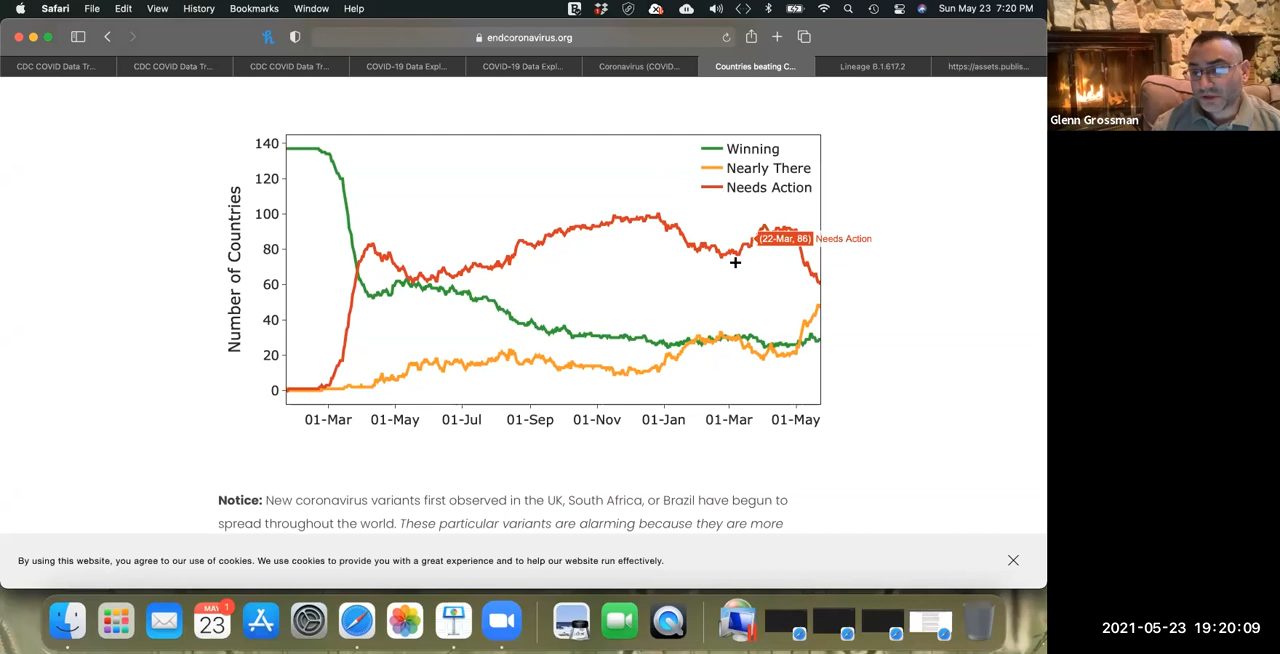 Safari File Edit View History Bookmarks Window Help Sun May 23 7:20 PM
endcoronavirus.org
CDC COVID Data Tr... CDC COVID Data Tr... CDC COVID Data Tr... COVID-19 Data Expl... COVID-19 Data Expl... Coronavirus (COVID... Countries beating C... Lineage B.1.617.2 https://assets.publis...
Glenn Grossman
Number of Countries
140
120
100
80
60
40
20
0
Winning
Nearly There
Needs Action
(22-Mar, 86) Needs Action
01-Mar 01-May 01-Jul 01-Sep 01-Nov 01-Jan 01-Mar 01-May
Notice: New coronavirus variants first observed in the UK, South Africa, or Brazil have begun to
spread throughout the world. These particular variants are alarming because they are more
By using this website, you agree to our use of cookies. We use cookies to provide you with a great experience and to help our website run effectively.
MAY 1
23
2021-05-23 19:20:09